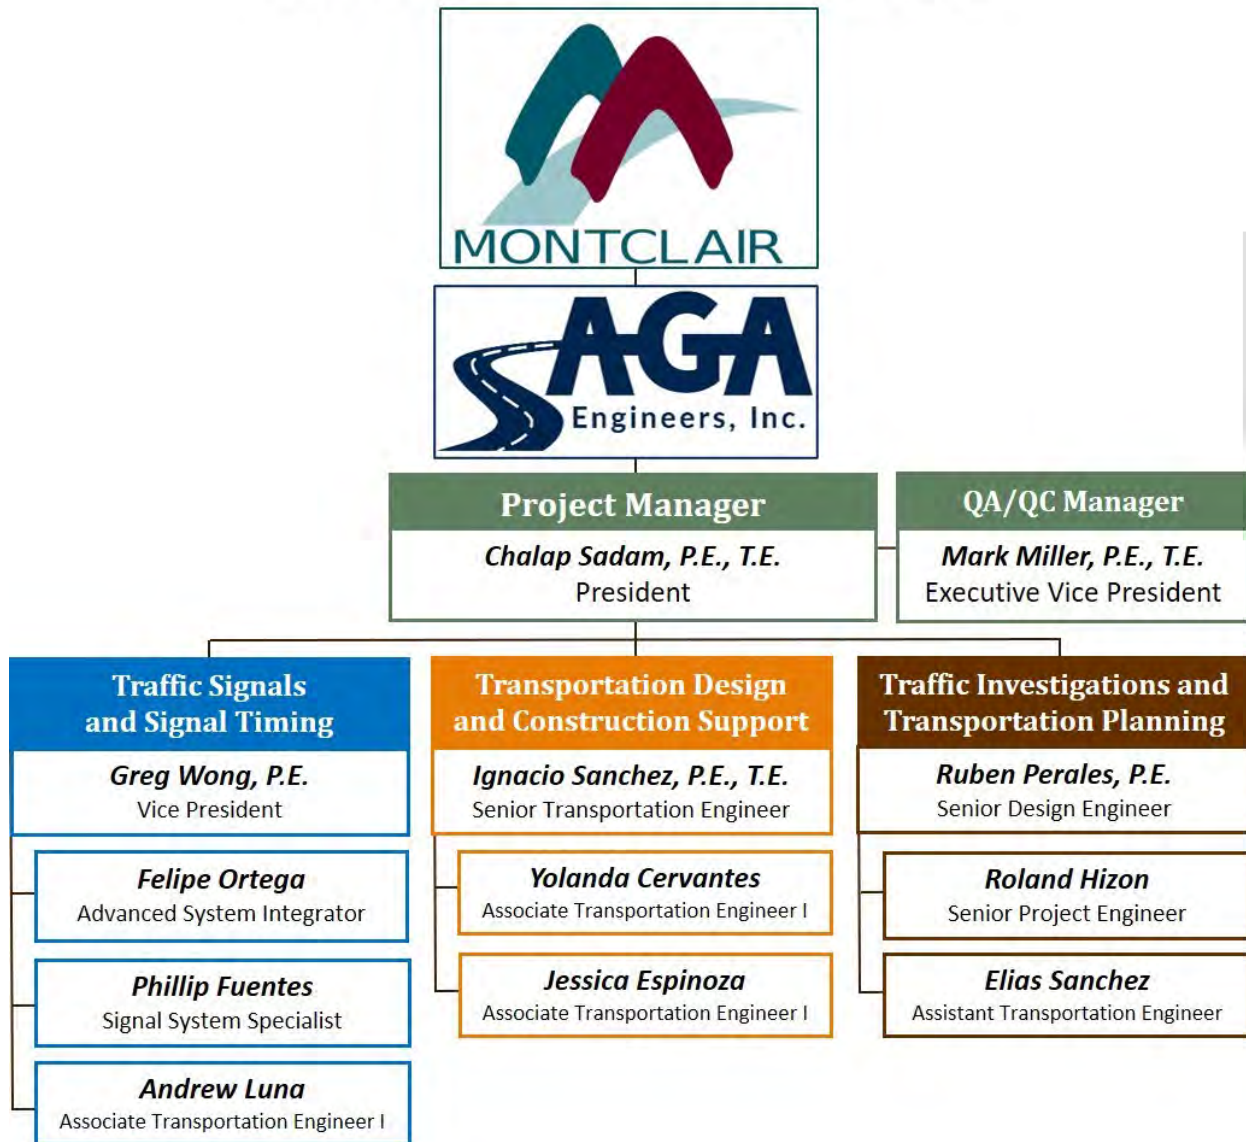 MONTCLAIR
AGA
Engineers, Inc.
Project Manager
Chalap Sadam, P.E., T.E.
President
QA/QC Manager
Mark Miller, P.E., T.E.
Executive Vice President
Traffic Signals
and Signal Timing
Greg Wong, P.E.
Vice President
Felipe Ortega
Advanced System Integrator
Phillip Fuentes
Signal System Specialist
Andrew Luna
Associate Transportation Engineer I
Transportation Design
and Construction Support
Ignacio Sanchez, P.E., T.E.
Senior Transportation Engineer
Yolanda Cervantes
Associate Transportation Engineer I
Jessica Espinoza
Associate Transportation Engineer I
Traffic Investigations and
Transportation Planning
Ruben Perales, P.E.
Senior Design Engineer
Roland Hizon
Senior Project Engineer
Elias Sanchez
Assistant Transportation Engineer